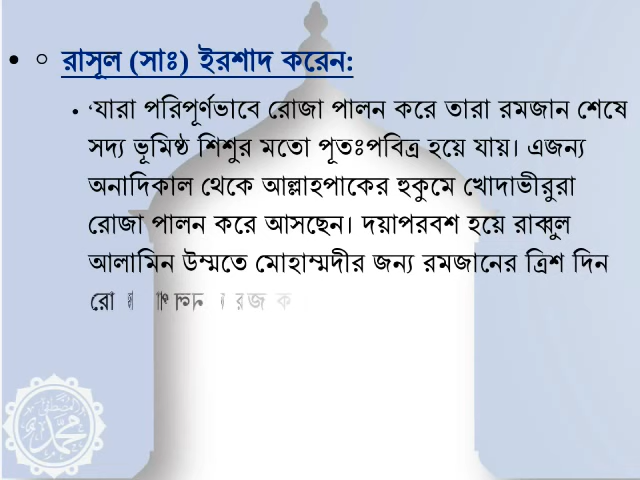 রাসূল (সাঃ) ইরশাদ করেন:
‘যারা পরিপূর্ণভাবে রোজা পালন করে তারা রমজান শেষে
সদ্য ভূমিষ্ঠ শিশুর মতো পূতঃপবিত্র হয়ে যায়। এজন্য
অনাদিকাল থেকে আল্লাহপাকের হুকুমে খোদাভীরুরা
রোজা পালন করে আসছেন। দয়াপরবশ হয়ে রাব্বুল
আলামিন উম্মতে মোহাম্মদীর জন্য রমজানের ত্রিশ দিন